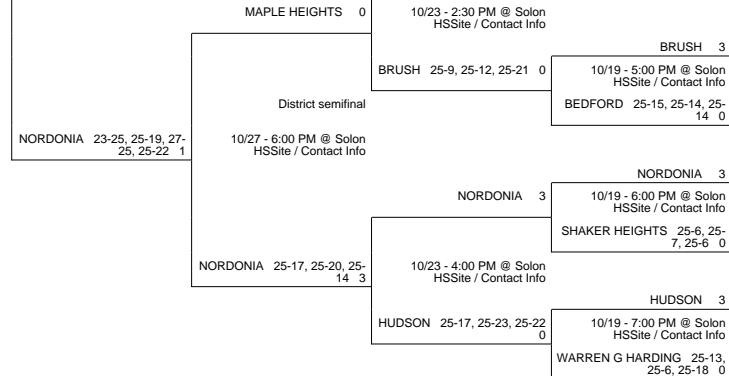 MAPLE HEIGHTS 0
10/23 - 2:30 PM @ Solon
HSSite / Contact Info
BRUSH 3
BRUSH 25-9, 25-12, 25-21 0
10/19 - 5:00 PM @ Solon
HSSite / Contact Info
BEDFORD 25-15, 25-14, 25-
14 0
District semifinal
NORDONIA 23-25, 25-19, 27-
25, 25-22 1
10/27 - 6:00 PM @ Solon
HSSite / Contact Info
NORDONIA 3
NORDONIA 3
10/19 - 6:00 PM @ Solon
HSSite / Contact Info
SHAKER HEIGHTS 25-6, 25-
7, 25-6 0
NORDONIA 25-17, 25-20, 25-
14 3
10/23 - 4:00 PM @ Solon
HSSite / Contact Info
HUDSON 3
HUDSON 25-17, 25-23, 25-22
0
10/19 - 7:00 PM @ Solon
HSSite / Contact Info
WARREN G HARDING 25-13,
25-6, 25-18 0